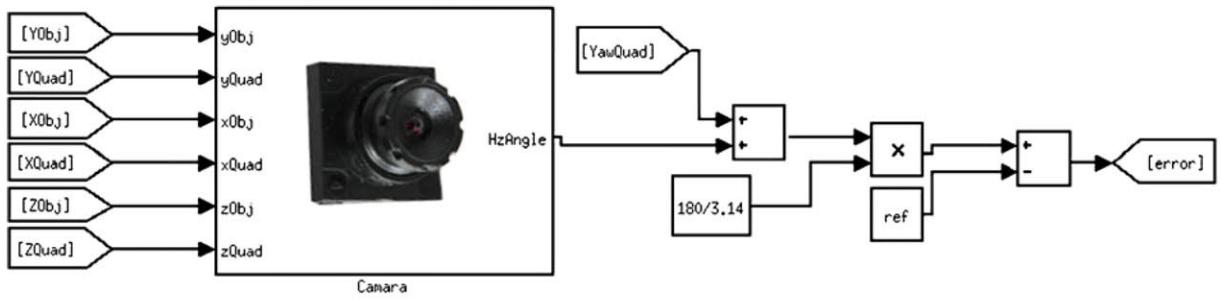 [YObj]
yObj
[YQuad]
yQuad
[XObj]
xObj
[XQuad]
xQuad
[ZObj]
zObj
[ZQuad]
zQuad
HzAngle
Camara
[YawQuad]
+
+
180/3.14
×
ref
+
-
[error]